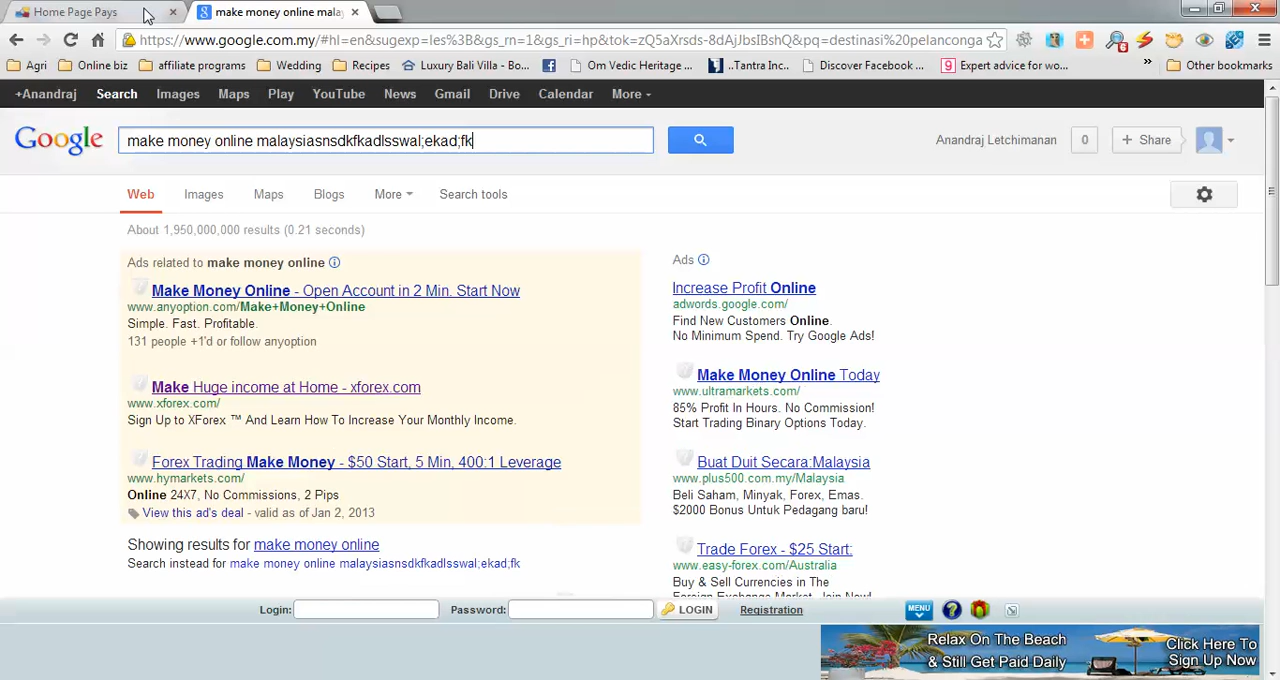 Home Page Pays
make money online mala
https://www.google.com.my/#hl=en&sugexp=les%3B&gs_rn=1&gs_ri=hp&tok=zQ5aXrsds-8dAjJbsIBshQ&pq=destinasi%20pelanconga
Agri Online biz affiliate programs Wedding Recipes Luxury Bali Villa - Bo... Om Vedic Heritage ... ..Tantra Inc.. Discover Facebook ... Expert advice for wo... » Other bookmarks
+Anandraj Search Images Maps Play YouTube News Gmail Drive Calendar More
Google
make money online malaysiasnsdkfkadlsswal;ekad;fk
Anandraj Letchimanan 0 + Share
Web Images Maps Blogs More Search tools
About 1,950,000,000 results (0.21 seconds)
Ads related to make money online
Make Money Online - Open Account in 2 Min. Start Now
www.anyoption.com/Make+Money+Online
Simple. Fast. Profitable.
131 people +1'd or follow anyoption
Make Huge income at Home - xforex.com
www.xforex.com/
Sign Up to XForex ™ And Learn How To Increase Your Monthly Income.
Forex Trading Make Money - $50 Start, 5 Min, 400:1 Leverage
www.hymarkets.com/
Online 24X7, No Commissions, 2 Pips
View this ad's deal - valid as of Jan 2, 2013
Showing results for make money online
Search instead for make money online malaysiasnsdkfkadlsswal;ekad;fk
Ads
Increase Profit Online
adwords.google.com/
Find New Customers Online.
No Minimum Spend. Try Google Ads!
Make Money Online Today
www.ultramarkets.com/
85% Profit In Hours. No Commission!
Start Trading Binary Options Today.
Buat Duit Secara:Malaysia
www.plus500.com.my/Malaysia
Beli Saham, Minyak, Forex, Emas.
$2000 Bonus Untuk Pedagang baru!
Trade Forex - $25 Start:
www.easy-forex.com/Australia
Buy & Sell Currencies in The
Foreign Exchange Market. Join Now!
Login: Password: LOGIN Registration MENU
Relax On The Beach
& Still Get Paid Daily
Click Here To
Sign Up Now